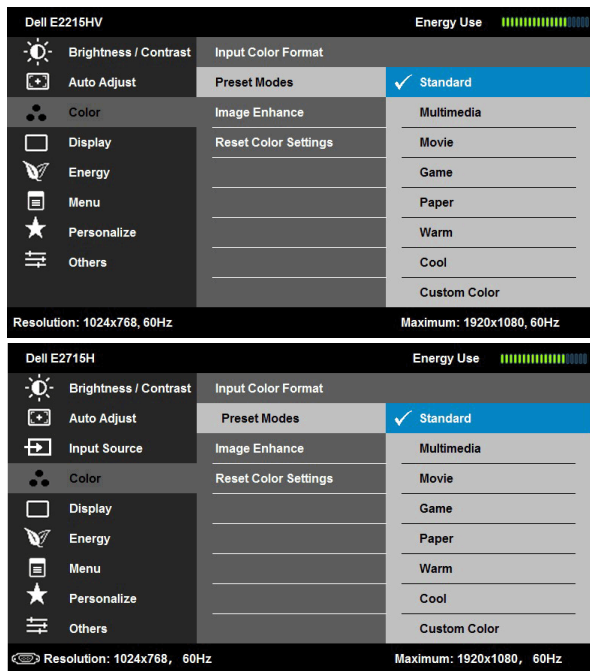 Dell E2215HV Energy Use
Brightness / Contrast Input Color Format
Auto Adjust Preset Modes Standard
Color Image Enhance Multimedia
Display Reset Color Settings Movie
Energy Game
Menu Paper
Personalize Warm
Others Cool
Custom Color
Resolution: 1024x768, 60Hz Maximum: 1920x1080, 60Hz
Dell E2715H Energy Use
Brightness / Contrast Input Color Format
Auto Adjust Preset Modes Standard
Input Source Image Enhance Multimedia
Color Reset Color Settings Movie
Display Game
Energy Paper
Menu Warm
Personalize Cool
Others Custom Color
Resolution: 1024x768, 60Hz Maximum: 1920x1080, 60Hz